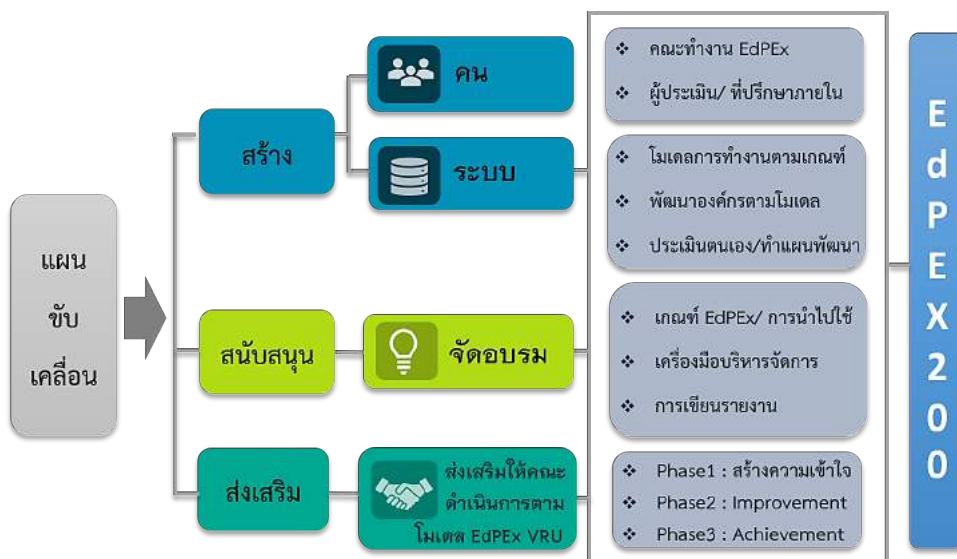 แผน
ขับ
เคลื่อน
สร้าง
คน
ระบบ
❖ คณะทำงาน EdPEx
❖ ผู้ประเมิน/ ที่ปรึกษาภายใน
❖ โมเดลการทำงานตามเกณฑ์
❖ พัฒนาองค์กรตามโมเดล
❖ ประเมินตนเอง/ทำแผนพัฒนา
สนับสนุน
จัดอบรม
❖ เกณฑ์ EdPEx/ การนำไปใช้
❖ เครื่องมือบริหารจัดการ
❖ การเขียนรายงาน
ส่งเสริม
ส่งเสริมให้คณะ
ดำเนินการตาม
โมเดล EdPEx VRU
❖ Phase1 : สร้างความเข้าใจ
❖ Phase2 : Improvement
❖ Phase3 : Achievement
EdPEX200